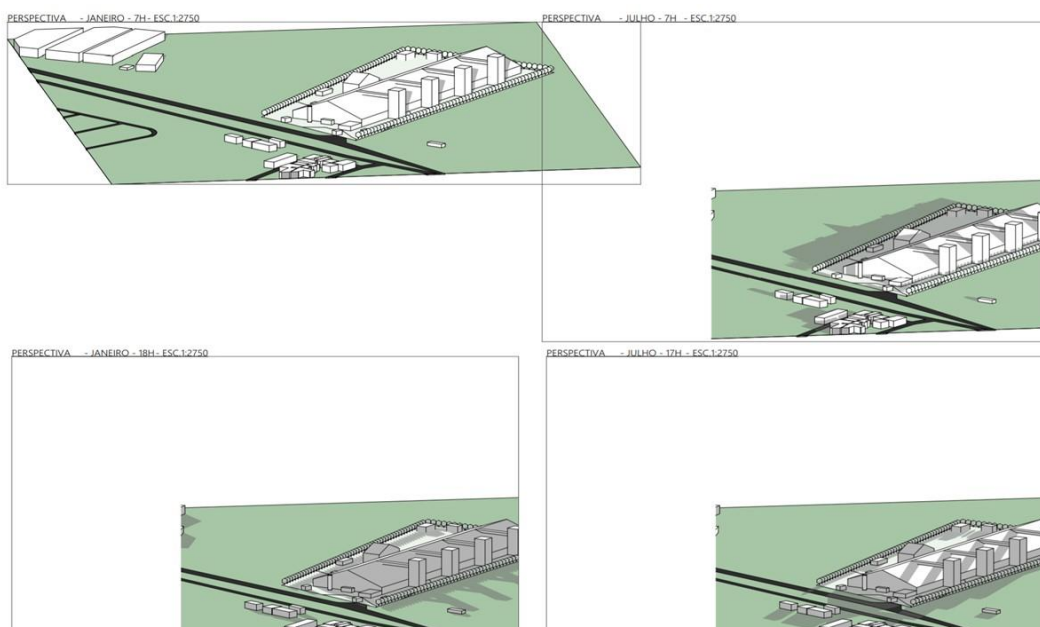 PERSPECTIVA - JANEIRO - 7H - ESC.1:2750
PERSPECTIVA - JULHO - 7H - ESC.1:2750
PERSPECTIVA - JANEIRO - 18H - ESC.1:2750
PERSPECTIVA - JULHO - 17H - ESC.1:2750